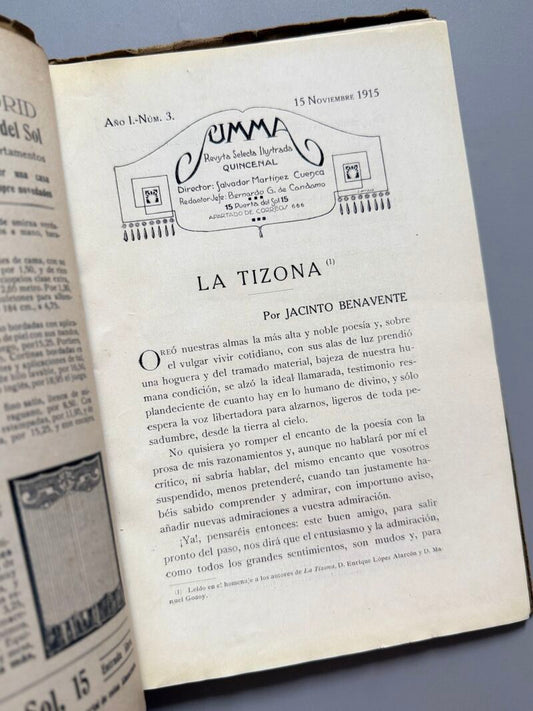 DRID
del Sol
artamentos
er una casa
pre novedades
Sol, 15
AÑO I.-NÚM. 3.
15 NOVIEMBRE 1915
SUMMA
Revista Selecta Ilustrada
QUINCENAL
Director: Salvador Martínez Cuenca
Redactor-Jefe: Bernardo G. de Candamo
15 Puerta del Sol 15
APARTADO DE CORREOS 666
LA TIZONA (1)
Por JACINTO BENAVENTE
OREÓ nuestras almas la más alta y noble poesía y, sobre
el vulgar vivir cotidiano, con sus alas de luz prendió
una hoguera y del tramado material, bajeza de nuestra hu-
mana condición, se alzó la ideal llamarada, testimonio res-
plandeciente de cuanto hay en lo humano de divino, y sólo
espera la voz libertadora para alzarnos, ligeros de toda pe-
sadumbre, desde la tierra al cielo.
No quisiera yo romper el encanto de la poesía con la
prosa de mis razonamientos y, aunque no hablará por mí el
crítico, ni sabría hablar, del mismo encanto que vosotros
suspendido, menos pretenderé, cuando tan justamente ha-
béis sabido comprender y admirar, con importuno aviso,
añadir nuevas admiraciones a vuestra admiración.
¡Ya!, pensaréis entonces: este buen amigo, para salir
pronto del paso, nos dirá que el entusiasmo y la admiración,
como todos los grandes sentimientos, son mudos y, para
(1) Leído en el homenaje a los autores de La Tizona, D. Enrique López Alarcón y D. Ma
nuel Godoy.